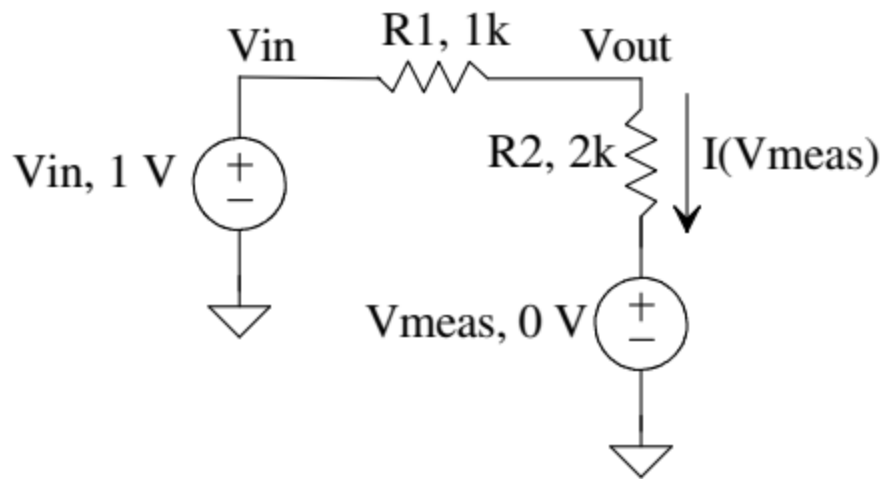 Vin
R1, 1k
Vout
R2, 2k
I(Vmeas)
Vin, 1 V
+
−
Vmeas, 0 V
+
−